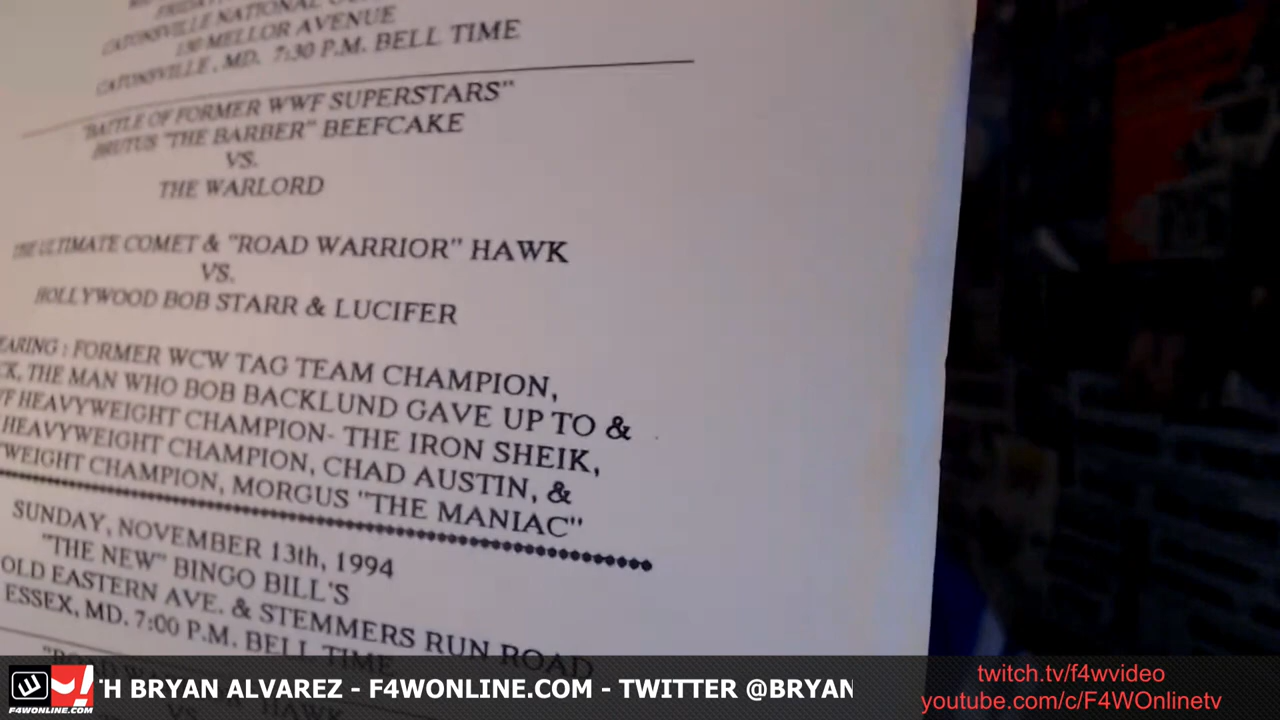 FRIDAY
CATONSVILLE NATIONAL
130 MELLOR AVENUE
CATONSVILLE, MD. 7:30 P.M. BELL TIME
"BATTLE OF FORMER WWF SUPERSTARS"
BRUTUS "THE BARBER" BEEFCAKE
VS.
THE WARLORD
THE ULTIMATE COMET & "ROAD WARRIOR" HAWK
VS.
HOLLYWOOD BOB STARR & LUCIFER
EARING : FORMER WCW TAG TEAM CHAMPION,
CK, THE MAN WHO BOB BACKLUND GAVE UP TO &
HEAVYWEIGHT CHAMPION- THE IRON SHEIK,
HEAVYWEIGHT CHAMPION, CHAD AUSTIN, &
WEIGHT CHAMPION, MORGUS "THE MANIAC"
SUNDAY, NOVEMBER 13th, 1994
"THE NEW" BINGO BILL'S
OLD EASTERN AVE. & STEMMERS RUN ROAD
ESSEX, MD. 7:00 P.M. BELL TIME
F4WONLINE.COM
TH BRYAN ALVAREZ - F4WONLINE.COM - TWITTER @BRYAN
twitch.tv/f4wvideo
youtube.com/c/F4WOnlinetv